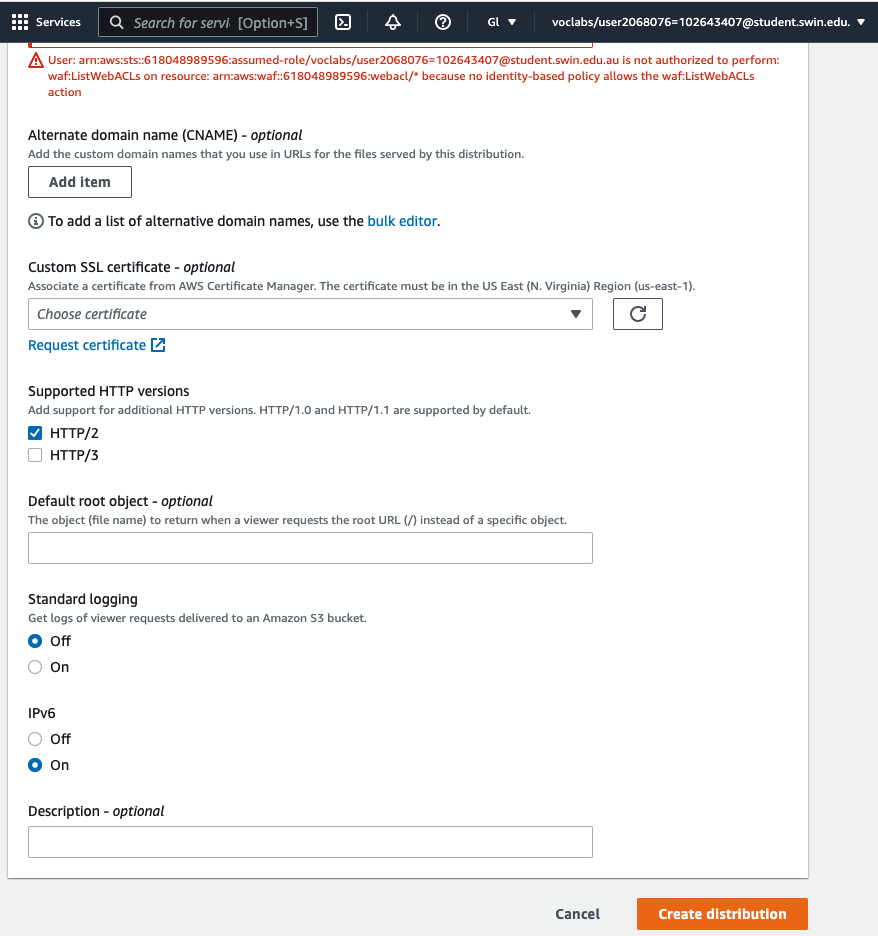 Services
Search for servi [Option+S]
Gl
voclabs/user2068076=102643407@student.swin.edu.
User: arn:aws:sts::618048989596:assumed-role/voclabs/user2068076=102643407@student.swin.edu.au is not authorized to perform:
waf:ListWebACLs on resource: arn:aws:waf::618048989596:webacl/* because no identity-based policy allows the waf:ListWebACLs
action
Alternate domain name (CNAME) - optional
Add the custom domain names that you use in URLs for the files served by this distribution.
Add item
To add a list of alternative domain names, use the bulk editor.
Custom SSL certificate - optional
Associate a certificate from AWS Certificate Manager. The certificate must be in the US East (N. Virginia) Region (us-east-1).
Choose certificate
Request certificate
Supported HTTP versions
Add support for additional HTTP versions. HTTP/1.0 and HTTP/1.1 are supported by default.
HTTP/2
HTTP/3
Default root object - optional
The object (file name) to return when a viewer requests the root URL (/) instead of a specific object.
Standard logging
Get logs of viewer requests delivered to an Amazon S3 bucket.
Off
On
IPv6
Off
On
Description - optional
Cancel
Create distribution